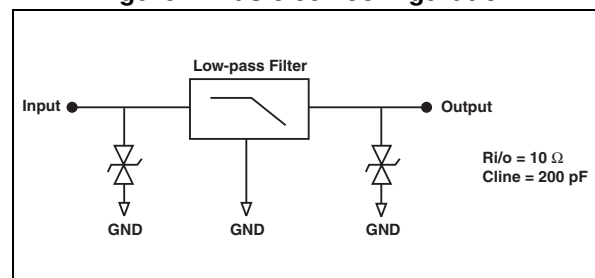 Low-pass Filter
Input
Output
Ri/o = 10 Ω
Cline = 200 pF
GND
GND
GND